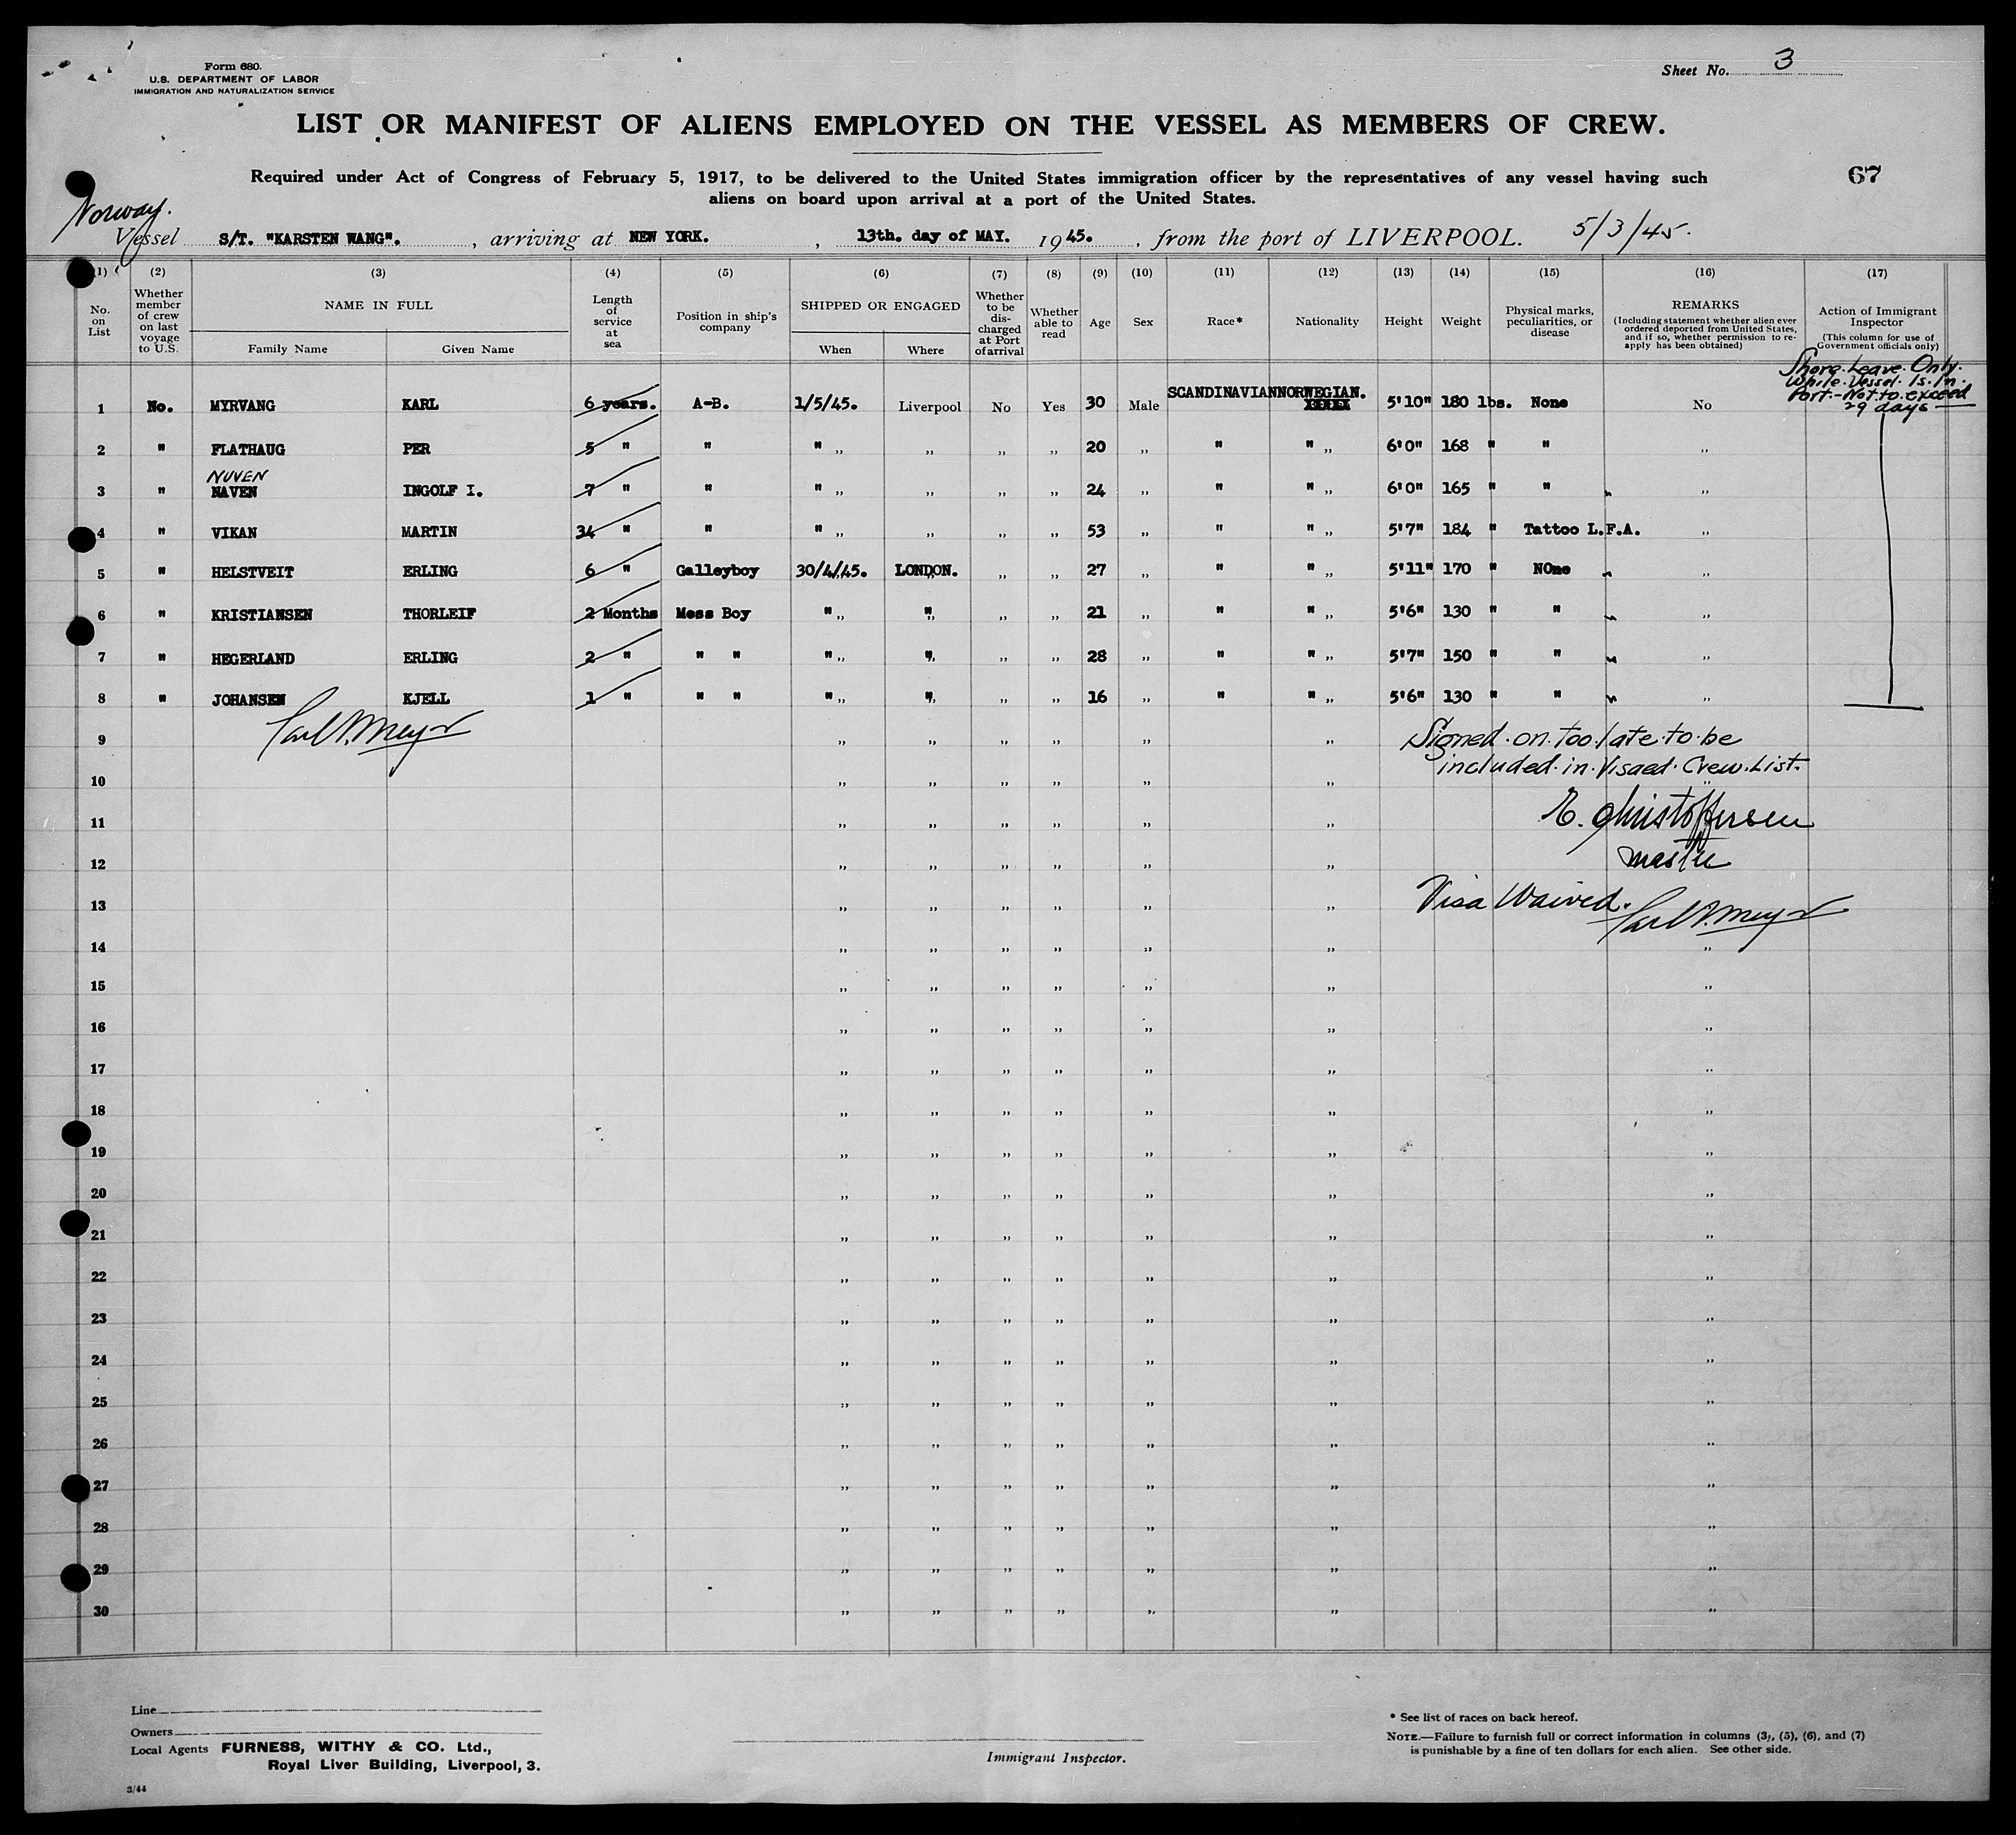 Form 680.
U.S. DEPARTMENT OF LABOR
IMMIGRATION AND NATURALIZATION SERVICE
Sheet No. 3
LIST OR MANIFEST OF ALIENS EMPLOYED ON THE VESSEL AS MEMBERS OF CREW.
Required under Act of Congress of February 5, 1917, to be delivered to the United States immigration officer by the representatives of any vessel having such
aliens on board upon arrival at a port of the United States.
67
Norway.
Vessel S/T. "KARSTEN WANG". , arriving at NEW YORK. , 13th. day of MAY. 1945. , from the port of LIVERPOOL. 5/3/45.
(1) (2) (3) (4) (5) (6) (7) (8) (9) (10) (11) (12) (13) (14) (15) (16) (17)
No. on List
Whether member of crew on last voyage to U.S.
NAME IN FULL
Family Name Given Name
Length of service at sea
Position in ship's company
SHIPPED OR ENGAGED
When Where
Whether to be discharged at Port of arrival
Whether able to read
Age
Sex
Race*
Nationality
Height
Weight
Physical marks, peculiarities, or disease
REMARKS
(Including statement whether alien ever ordered deported from United States, and if so, whether permission to re-apply has been obtained)
Action of Immigrant Inspector
(This column for use of Government officials only)
Shore Leave Only.
While Vessel Is In
Port - Not to exceed
29 days
1 No. MYRVANG KARL 6 years. A-B. 1/5/45. Liverpool No Yes 30 Male SCANDINAVIAN NORWEGIAN. 5'10" 180 lbs. None No
2 " FLATHAUG PER 5 " " " ,, ,, ,, ,, 20 ,, " " ,, 6'0" 168 " " ,,
NUVEN
3 " NAVEN INGOLF I. 7 " " " ,, ,, ,, ,, 24 ,, " " ,, 6'0" 165 " " ,,
4 " VIKAN MARTIN 34 " " " ,, ,, ,, ,, 53 ,, " " ,, 5'7" 184 " Tattoo L.F.A. ,,
5 " HELSTVEIT ERLING 6 " Galleyboy 30/4/45. LONDON. ,, ,, 27 ,, " " ,, 5'11" 170 " NOne ,,
6 " KRISTIANSEN THORLEIF 2 Months Mess Boy " ,, " ,, ,, 21 ,, " " ,, 5'6" 130 " " ,,
7 " HEGERLAND ERLING 2 " " " " ,, " ,, ,, 28 ,, " " ,, 5'7" 150 " " ,,
8 " JOHANSEN KJELL 1 " " " " ,, " ,, ,, 16 ,, " " ,, 5'6" 130 " " ,,
9 ,, ,, ,, ,, ,, ,, Signed on too late to be
included in Visaed Crew List.
10 ,, ,, ,, ,, ,, ,,
11 ,, ,, ,, ,, ,, ,, E. Christoffersen
12 ,, ,, ,, ,, ,, ,, master
13 ,, ,, ,, ,, ,, ,, Visa Waived.
14 ,, ,, ,, ,, ,, ,, ,,
15 ,, ,, ,, ,, ,, ,, ,,
16 ,, ,, ,, ,, ,, ,, ,,
17 ,, ,, ,, ,, ,, ,, ,,
18 ,, ,, ,, ,, ,, ,, ,,
19 ,, ,, ,, ,, ,, ,, ,,
20 ,, ,, ,, ,, ,, ,, ,,
21 ,, ,, ,, ,, ,, ,, ,,
22 ,, ,, ,, ,, ,, ,, ,,
23 ,, ,, ,, ,, ,, ,, ,,
24 ,, ,, ,, ,, ,, ,, ,,
25 ,, ,, ,, ,, ,, ,, ,,
26 ,, ,, ,, ,, ,, ,, ,,
27 ,, ,, ,, ,, ,, ,, ,,
28 ,, ,, ,, ,, ,, ,, ,,
29 ,, ,, ,, ,, ,, ,, ,,
30 ,, ,, ,, ,, ,, ,, ,,
Line
Owners
Local Agents FURNESS, WITHY & CO. Ltd.,
Royal Liver Building, Liverpool, 3.
3/44
Immigrant Inspector.
* See list of races on back hereof.
NOTE.—Failure to furnish full or correct information in columns (3), (5), (6), and (7)
is punishable by a fine of ten dollars for each alien. See other side.